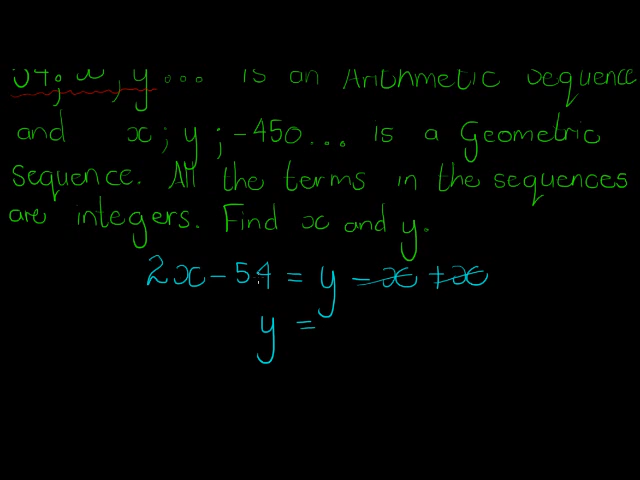 54; x; y... is an Arithmetic Sequence
and x; y; -450... is a Geometric
Sequence. All the terms in the sequences
are integers. Find x and y.
2x - 54 = y - x + x
y =